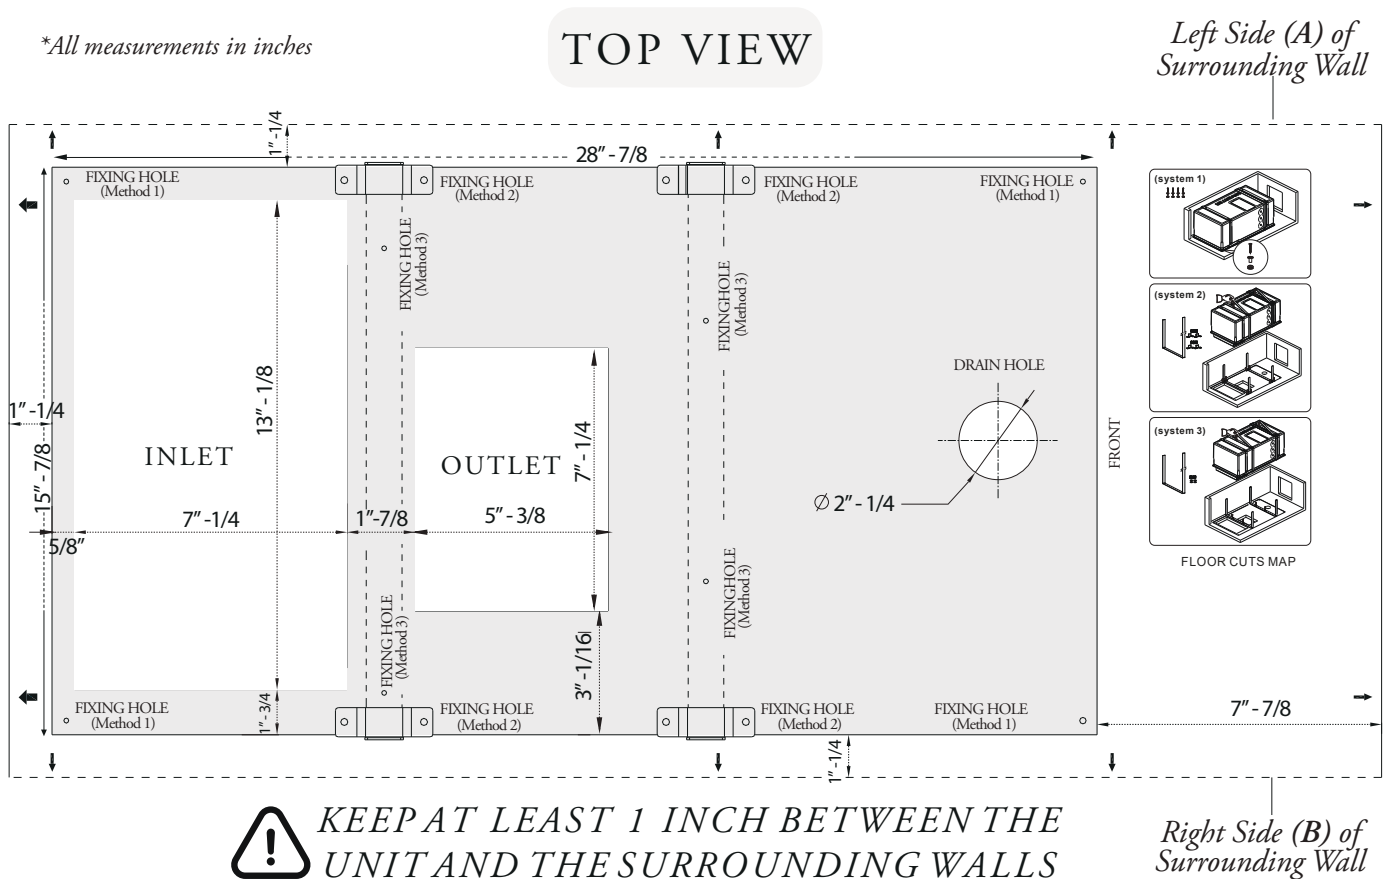 *All measurements in inches
TOP VIEW
Left Side (A) of
Surrounding Wall
1” -1/4
28” - 7/8
FIXING HOLE
(Method 1)
FIXING HOLE
(Method 2)
FIXING HOLE
(Method 2)
FIXING HOLE
(Method 1)
(system 1)
FIXING HOLE
(Method 3)
FIXINGHOLE
(Method 3)
(system 2)
DRAIN HOLE
1” -1/4
15” - 7/8
13” - 1/8
INLET
OUTLET
7” - 1/4
FRONT
(system 3)
Ø 2” - 1/4
7” -1/4
1”-7/8
5” - 3/8
5/8”
FLOOR CUTS MAP
FIXING HOLE
(Method 3)
FIXINGHOLE
(Method 3)
3” -1/16
1” - 3/4
FIXING HOLE
(Method 1)
FIXING HOLE
(Method 2)
FIXING HOLE
(Method 2)
FIXING HOLE
(Method 1)
7” - 7/8
1” -1/4
KEEP AT LEAST 1 INCH BETWEEN THE
UNIT AND THE SURROUNDING WALLS
Right Side (B) of
Surrounding Wall